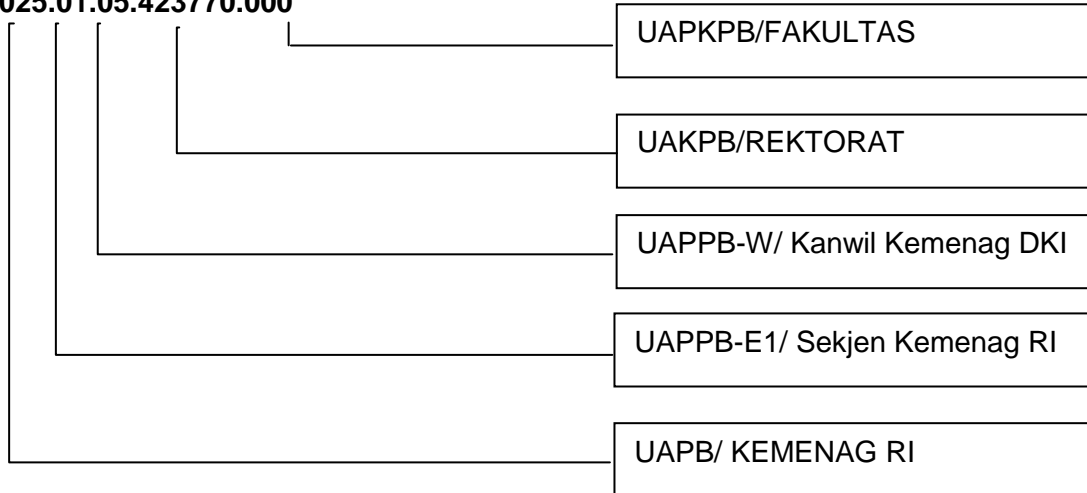 025.01.05.423770.000
UAPKPB/FAKULTAS
UAKPB/REKTORAT
UAPPB-W/ Kanwil Kemenag DKI
UAPPB-E1/ Sekjen Kemenag RI
UAPB/ KEMENAG RI